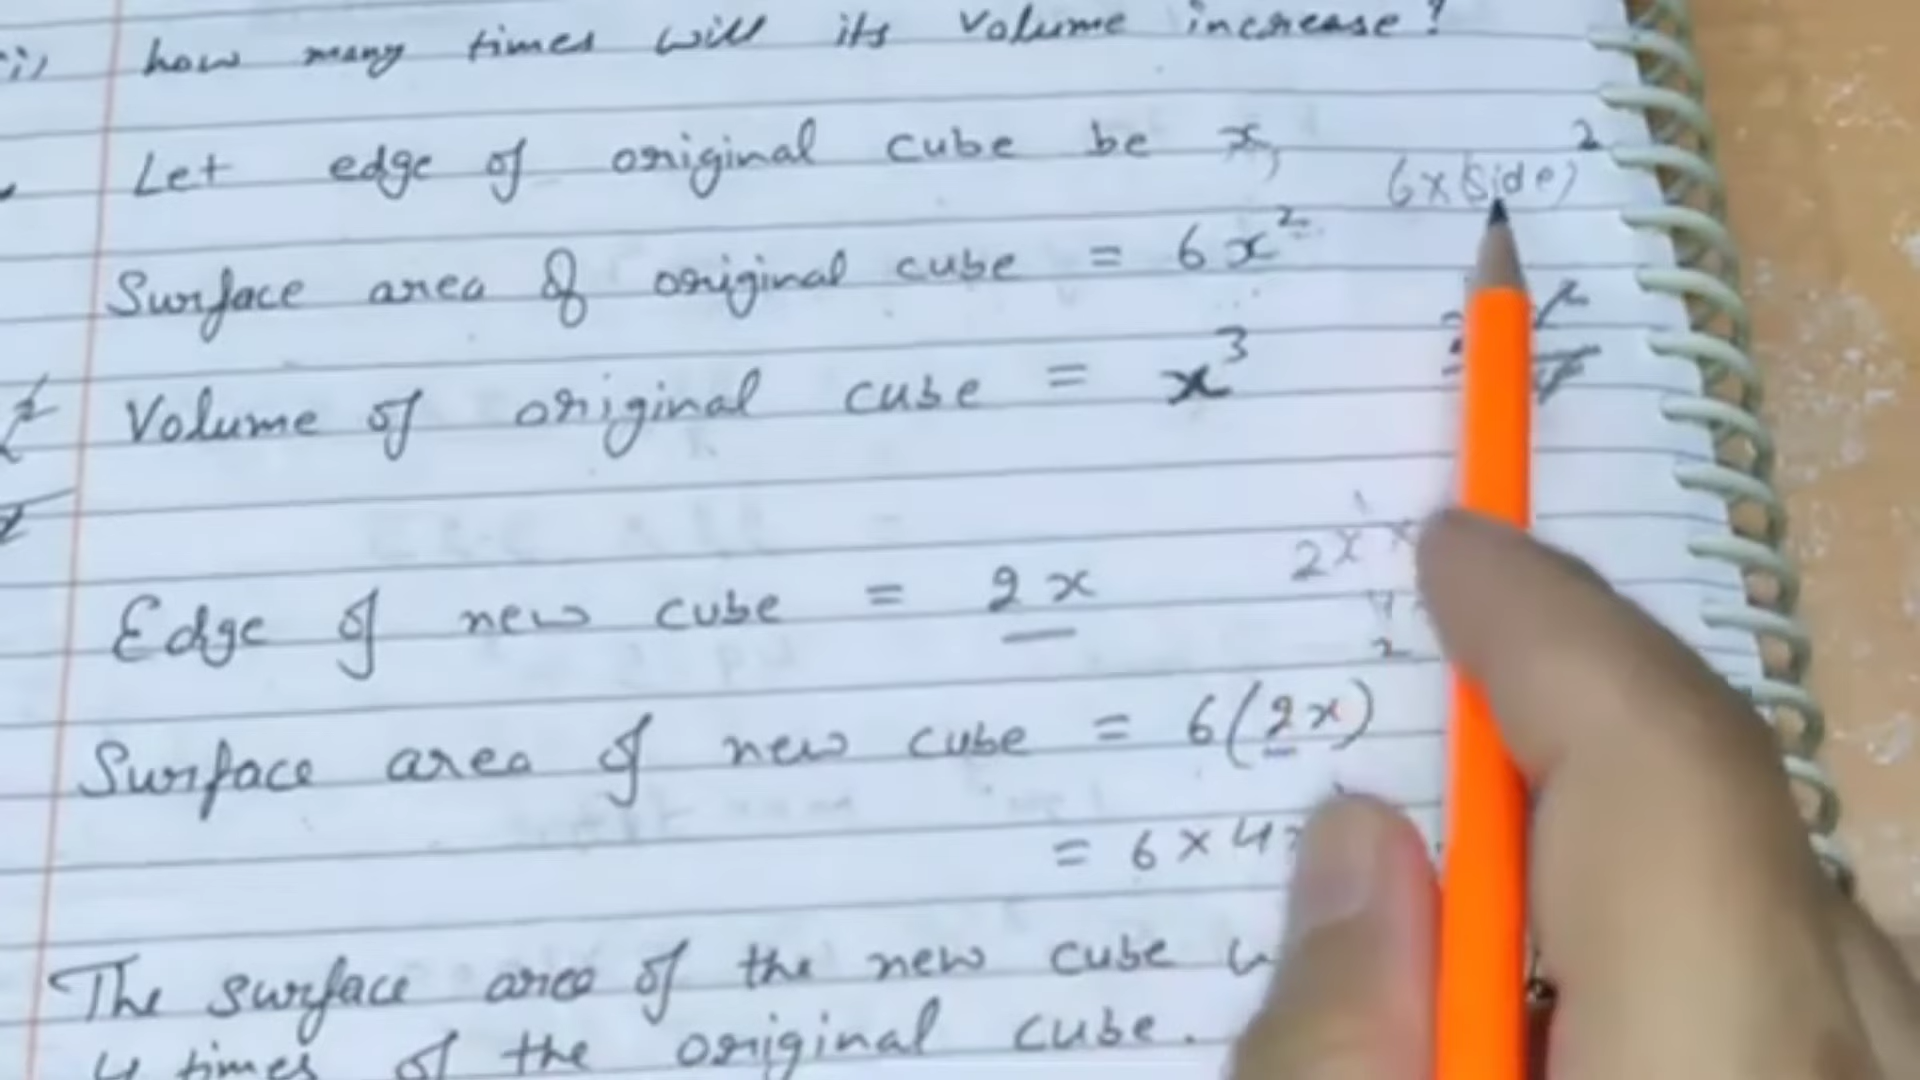 how many times will its volume increase?
Let edge of original cube be x,
6x(side)²
Surface area of original cube = 6x²
Volume of original cube = x³
Edge of new cube = 2x
Surface area of new cube = 6(2x)
= 6 x 4
The surface area of the new cube
4 times of the original cube.